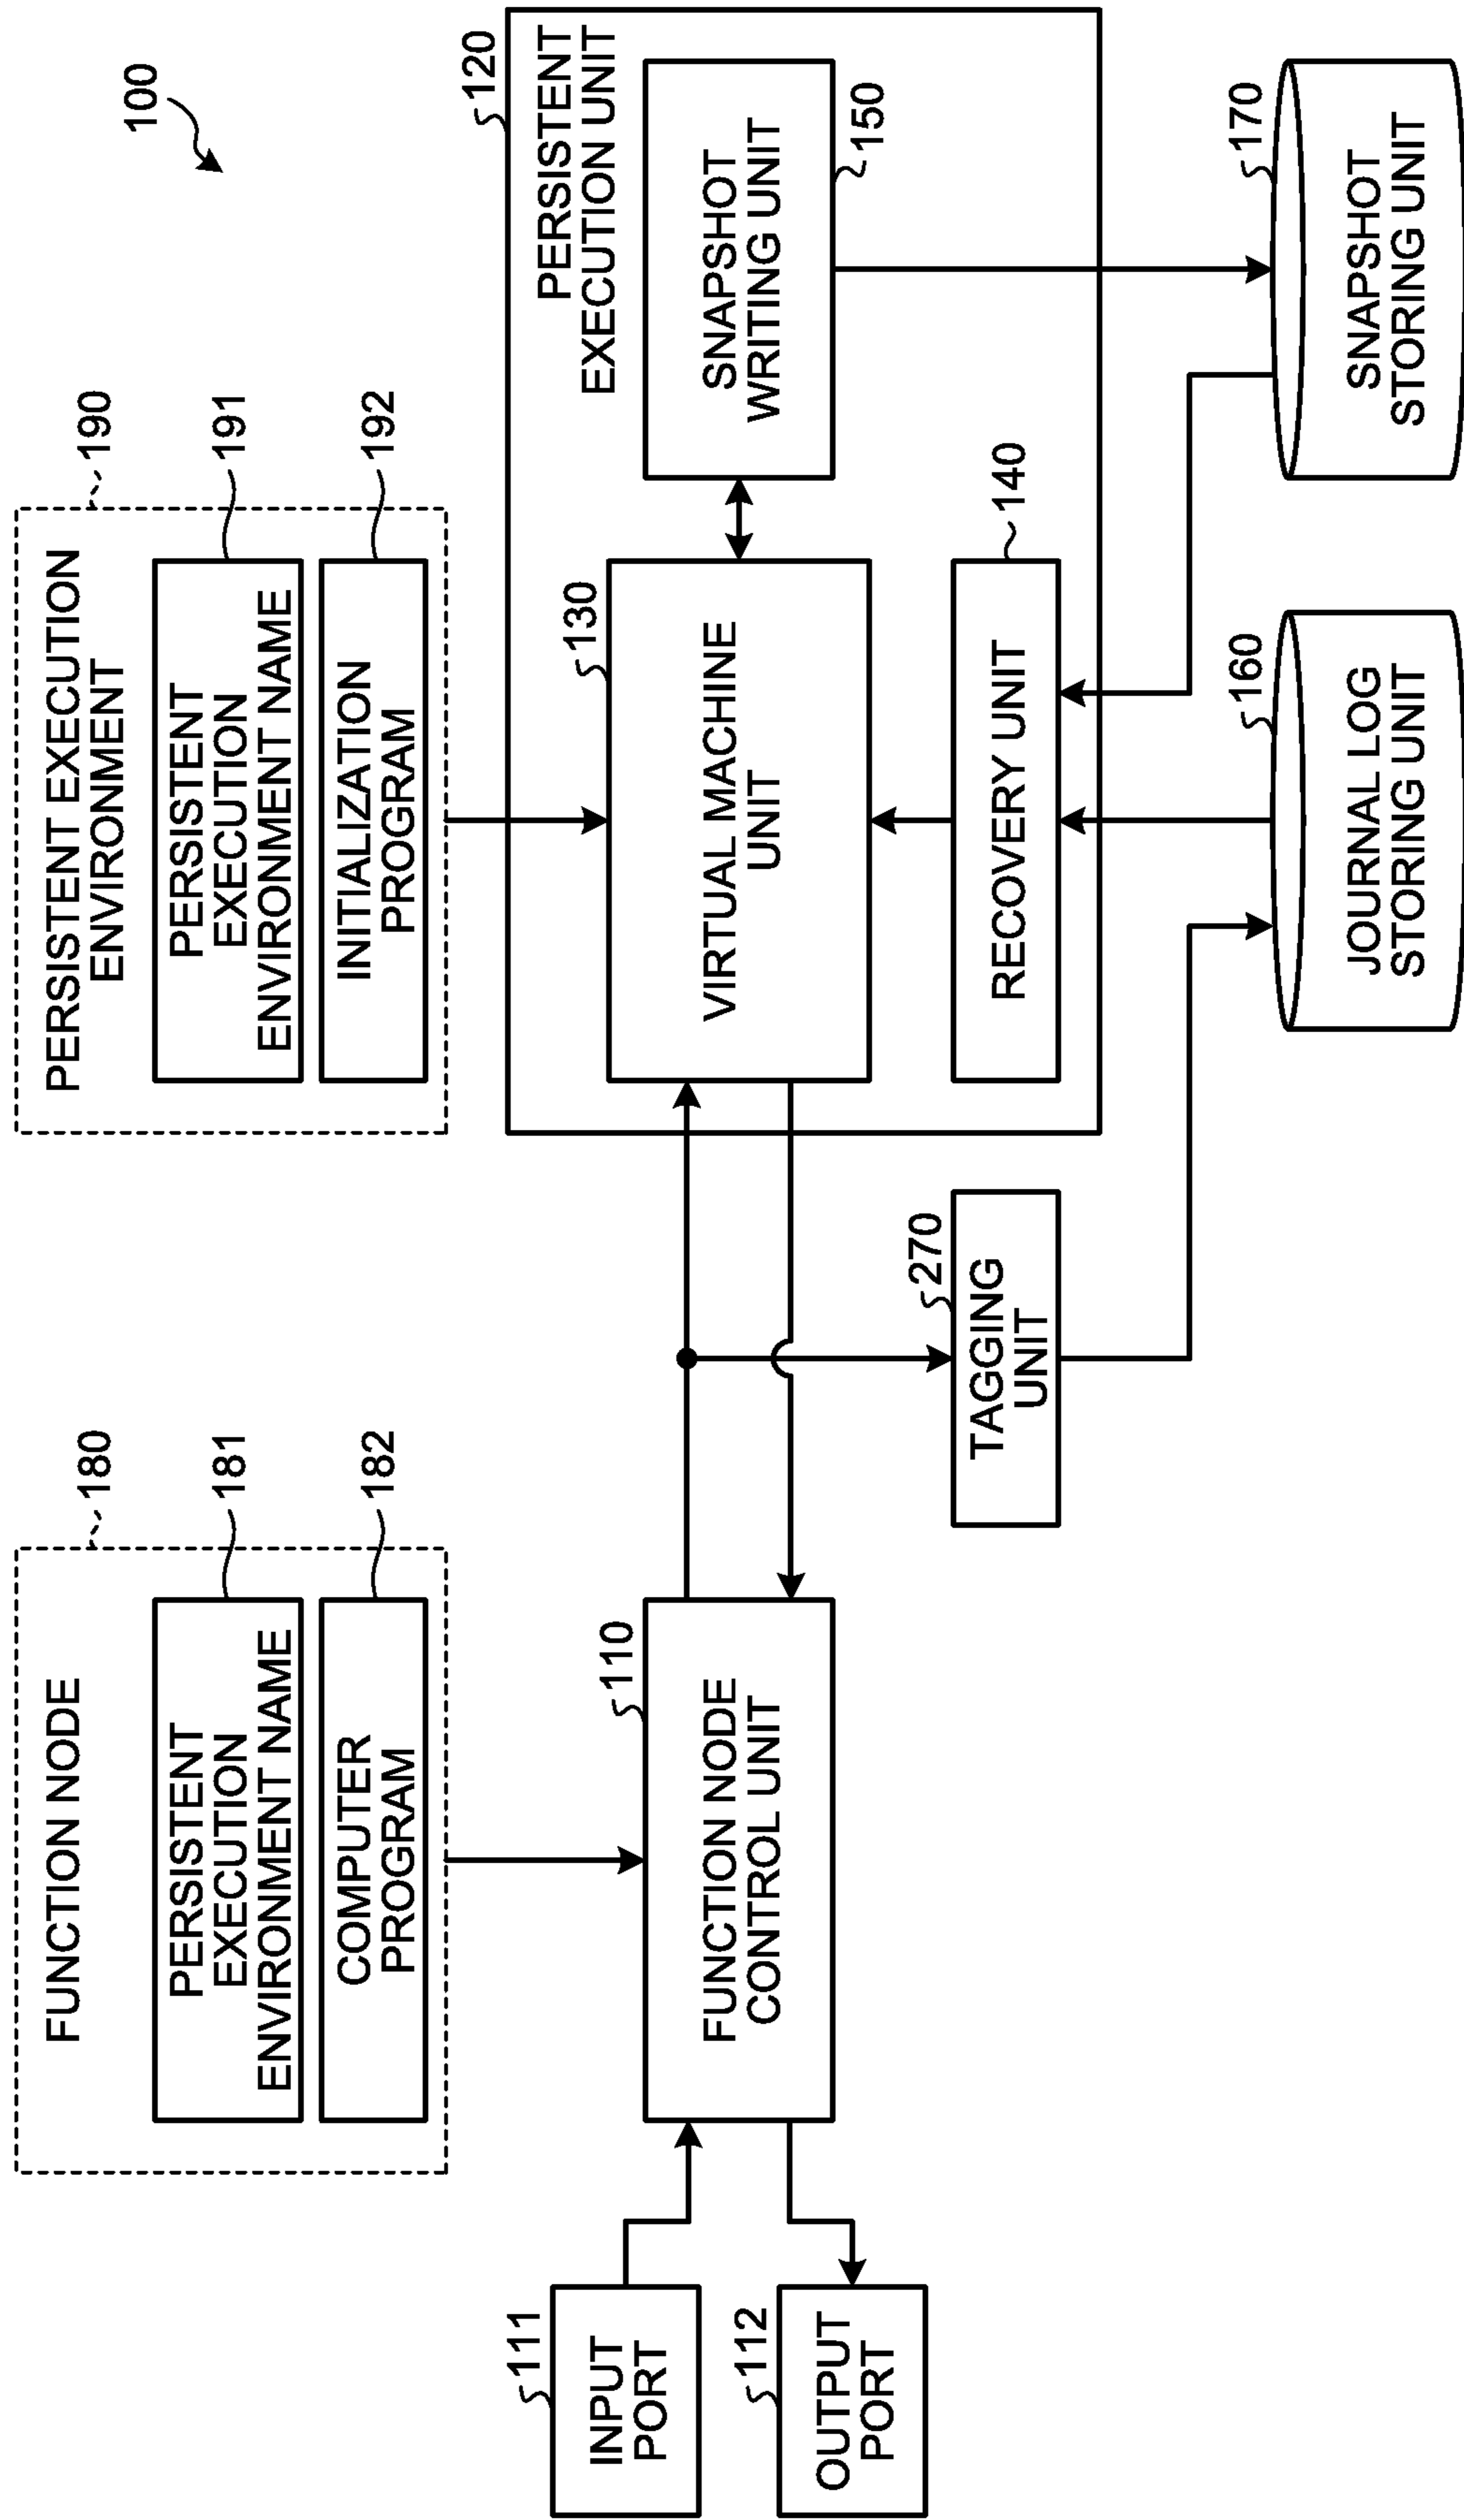 100
FUNCTION NODE
180
PERSISTENT
EXECUTION
ENVIRONMENT NAME
181
COMPUTER
PROGRAM
182
PERSISTENT EXECUTION
ENVIRONMENT
190
PERSISTENT
EXECUTION
ENVIRONMENT NAME
191
INITIALIZATION
PROGRAM
192
111
INPUT
PORT
112
OUTPUT
PORT
110
FUNCTION NODE
CONTROL UNIT
120
PERSISTENT
EXECUTION UNIT
130
VIRTUAL MACHINE
UNIT
SNAPSHOT
WRITING UNIT
150
270
TAGGING
UNIT
140
RECOVERY UNIT
160
JOURNAL LOG
STORING UNIT
170
SNAPSHOT
STORING UNIT